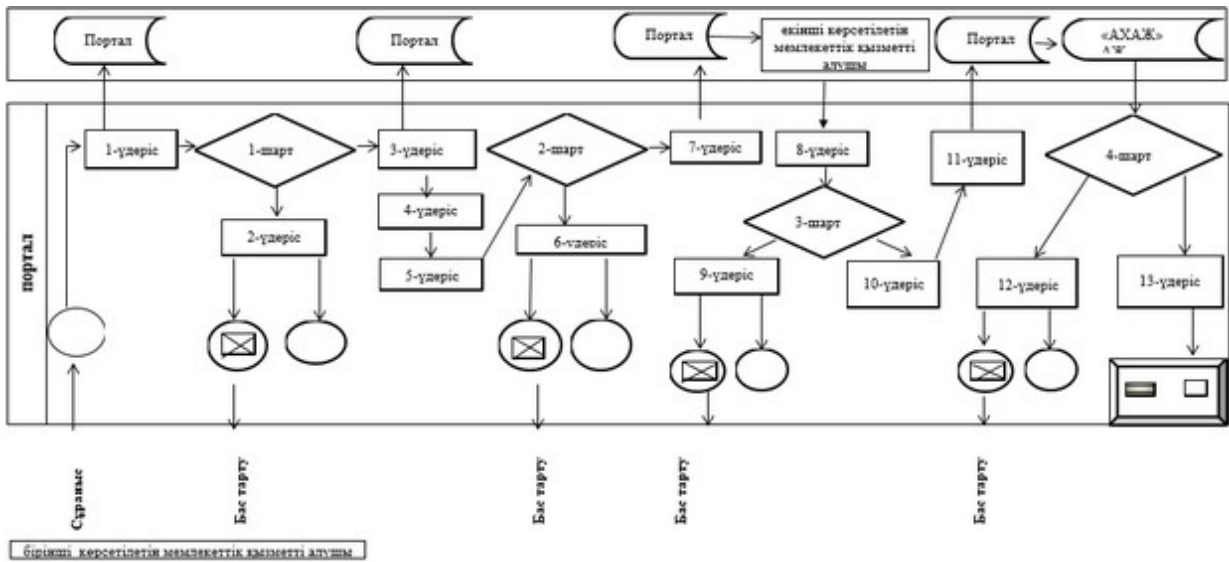 Портал
Портал
Портал
екінші көрсетілетін
мемлекеттік қызметті
алушы
Портал
«АХАЖ»
портал
1-үдеріс
1-шарт
3-үдеріс
2-шарт
7-үдеріс
8-үдеріс
11-үдеріс
4-шарт
2-үдеріс
4-үдеріс
6-үдеріс
3-шарт
5-үдеріс
9-үдеріс
10-үдеріс
12-үдеріс
13-үдеріс
Сұраныс
Бас тарту
Бас тарту
Бас тарту
Бас тарту
бірінші көрсетілетін мемлекеттік қызметті алушы